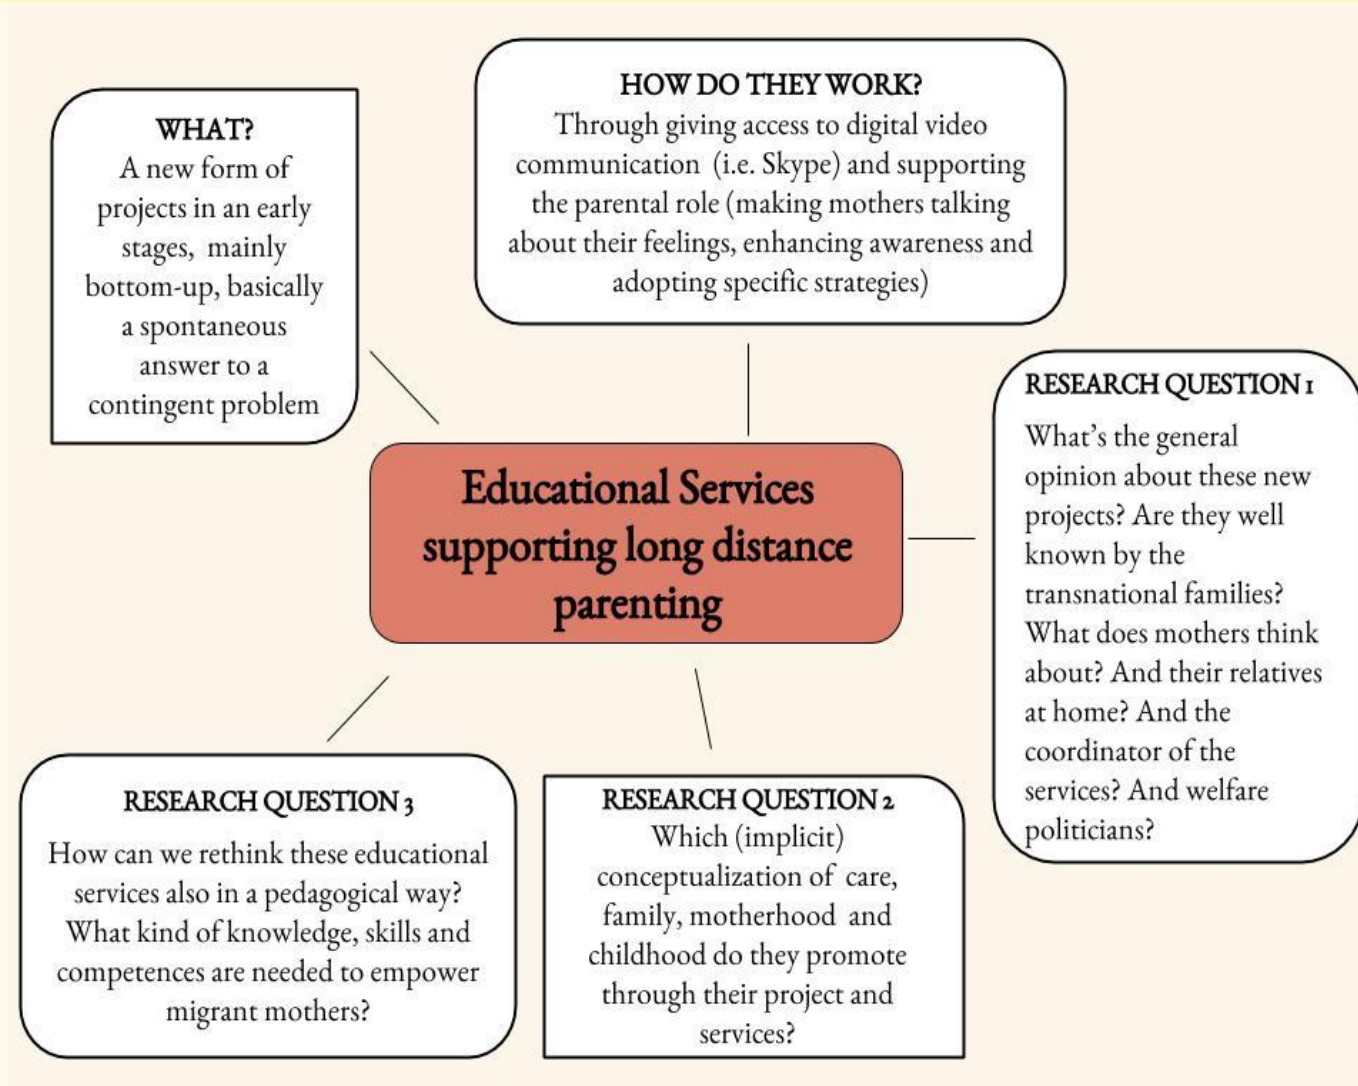 WHAT?
A new form of
projects in an early
stages, mainly
bottom-up, basically
a spontaneous
answer to a
contingent problem
HOW DO THEY WORK?
Through giving access to digital video
communication (i.e. Skype) and supporting
the parental role (making mothers talking
about their feelings, enhancing awareness and
adopting specific strategies)
Educational Services
supporting long distance
parenting
RESEARCH QUESTION 1
What's the general
opinion about these new
projects? Are they well
known by the
transnational families?
What does mothers think
about? And their relatives
at home? And the
coordinator of the
services? And welfare
politicians?
RESEARCH QUESTION 3
How can we rethink these educational
services also in a pedagogical way?
What kind of knowledge, skills and
competences are needed to empower
migrant mothers?
RESEARCH QUESTION 2
Which (implicit)
conceptualization of care,
family, motherhood and
childhood do they promote
through their project and
services?